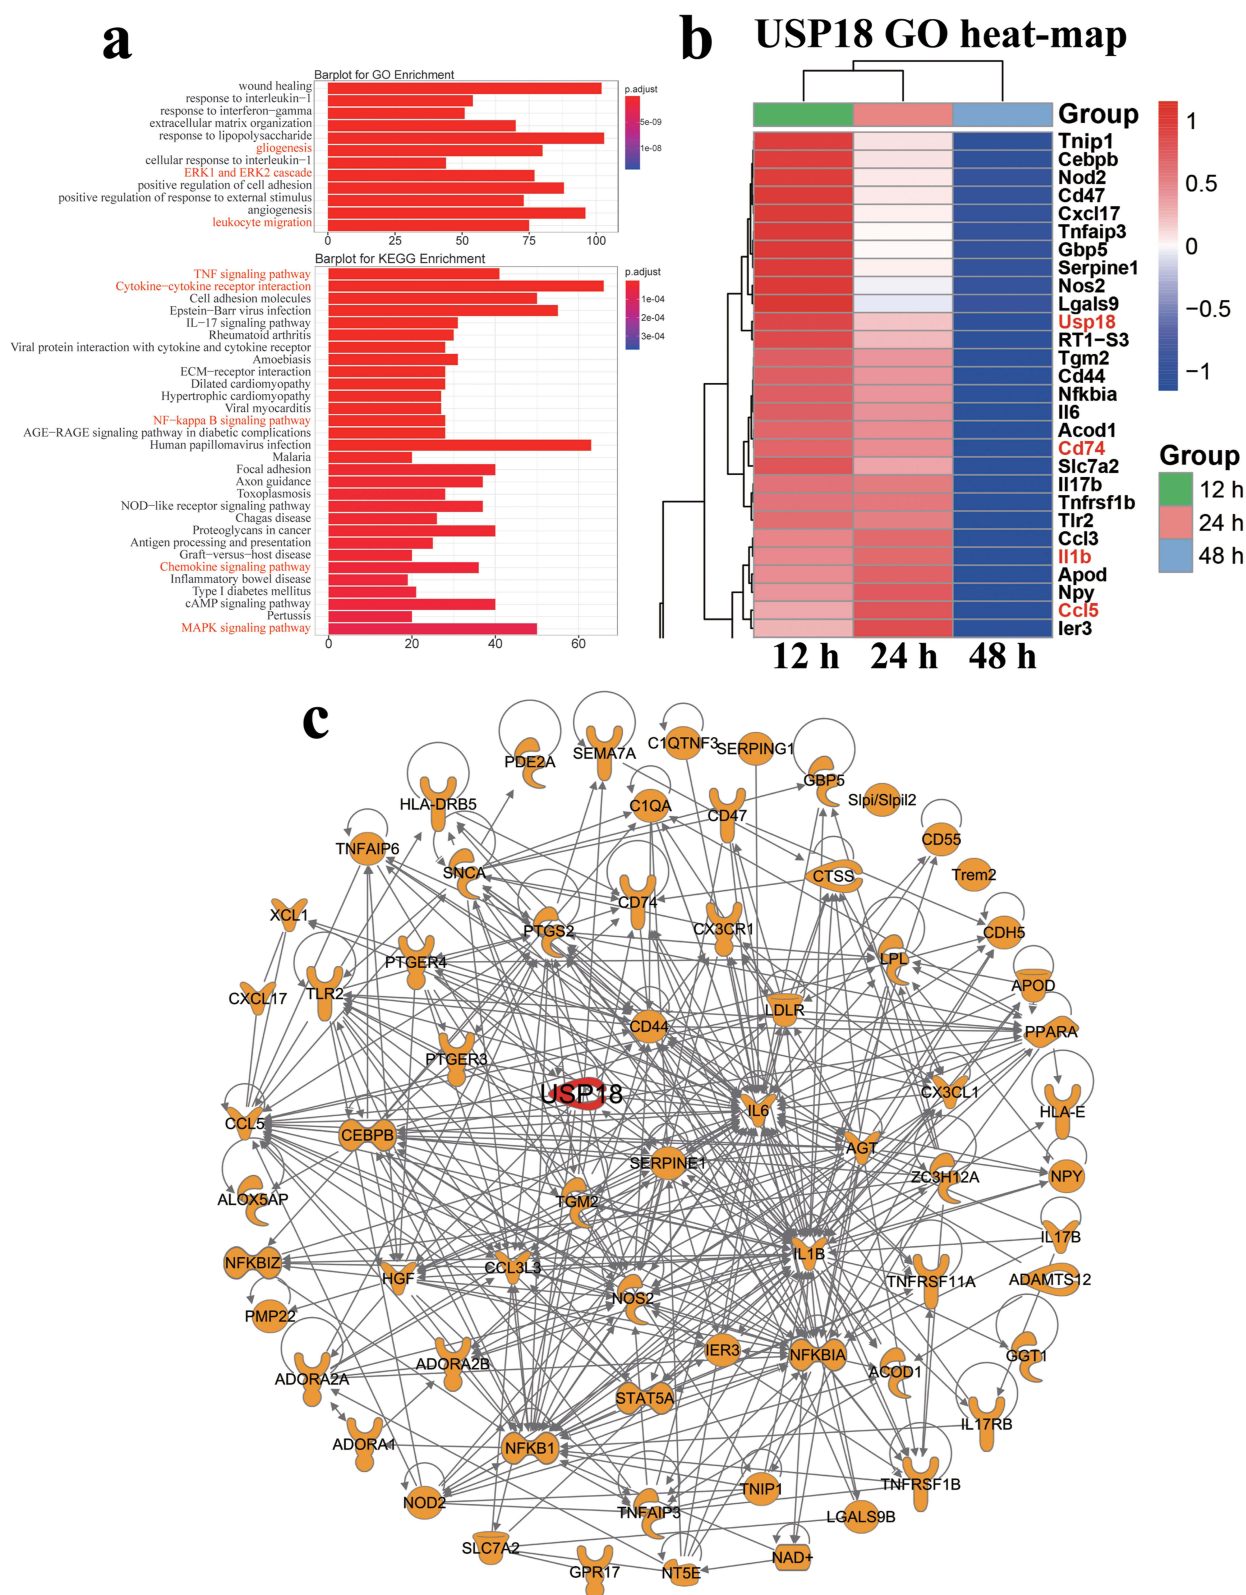 a
Barplot for GO Enrichment
wound healing
response to interleukin−1
response to interferon−gamma
extracellular matrix organization
response to lipopolysaccharide
gliogenesis
cellular response to interleukin−1
ERK1 and ERK2 cascade
positive regulation of cell adhesion
positive regulation of response to external stimulus
angiogenesis
leukocyte migration
0 25 50 75 100
p.adjust
5e-09
1e-08
Barplot for KEGG Enrichment
TNF signaling pathway
Cytokine−cytokine receptor interaction
Cell adhesion molecules
Epstein−Barr virus infection
IL−17 signaling pathway
Rheumatoid arthritis
Viral protein interaction with cytokine and cytokine receptor
Amoebiasis
ECM−receptor interaction
Dilated cardiomyopathy
Hypertrophic cardiomyopathy
Viral myocarditis
NF−kappa B signaling pathway
AGE−RAGE signaling pathway in diabetic complications
Human papillomavirus infection
Malaria
Focal adhesion
Axon guidance
Toxoplasmosis
NOD−like receptor signaling pathway
Chagas disease
Proteoglycans in cancer
Antigen processing and presentation
Graft−versus−host disease
Chemokine signaling pathway
Inflammatory bowel disease
Type I diabetes mellitus
cAMP signaling pathway
Pertussis
MAPK signaling pathway
0 20 40 60
p.adjust
1e-04
2e-04
3e-04
b
USP18 GO heat-map
Group
Tnip1
Cebpb
Nod2
Cd47
Cxcl17
Tnfaip3
Gbp5
Serpine1
Nos2
Lgals9
Usp18
RT1−S3
Tgm2
Cd44
Nfkbia
Il6
Acod1
Cd74
Slc7a2
Il17b
Tnfrsf1b
Tlr2
Ccl3
Il1b
Apod
Npy
Ccl5
Ier3
12 h 24 h 48 h
1
0.5
0
−0.5
−1
Group
12 h
24 h
48 h
c
PDE2A
SEMA7A
C1QTNF3
SERPING1
GBP5
HLA-DRB5
C1QA
CD47
Slpi/Slpil2
TNFAIP6
CD55
SNCA
CTSS
Trem2
XCL1
CD74
PTGS2
CX3CR1
CDH5
PTGER4
LPL
CXCL17
TLR2
APOD
CD44
LDLR
PPARA
PTGER3
USP18
CX3CL1
IL6
HLA-E
CCL5
CEBPB
AGT
SERPINE1
ZC3H12A
NPY
ALOX5AP
TGM2
IL17B
NFKBIZ
IL1B
HGF
CCL3L3
TNFRSF11A
ADAMTS12
NOS2
PMP22
IER3
NFKBIA
GGT1
ADORA2B
ACOD1
ADORA2A
STAT5A
IL17RB
ADORA1
NFKB1
TNFRSF1B
TNIP1
NOD2
TNFAIP3
LGALS9B
SLC7A2
NAD+
GPR17
NT5E